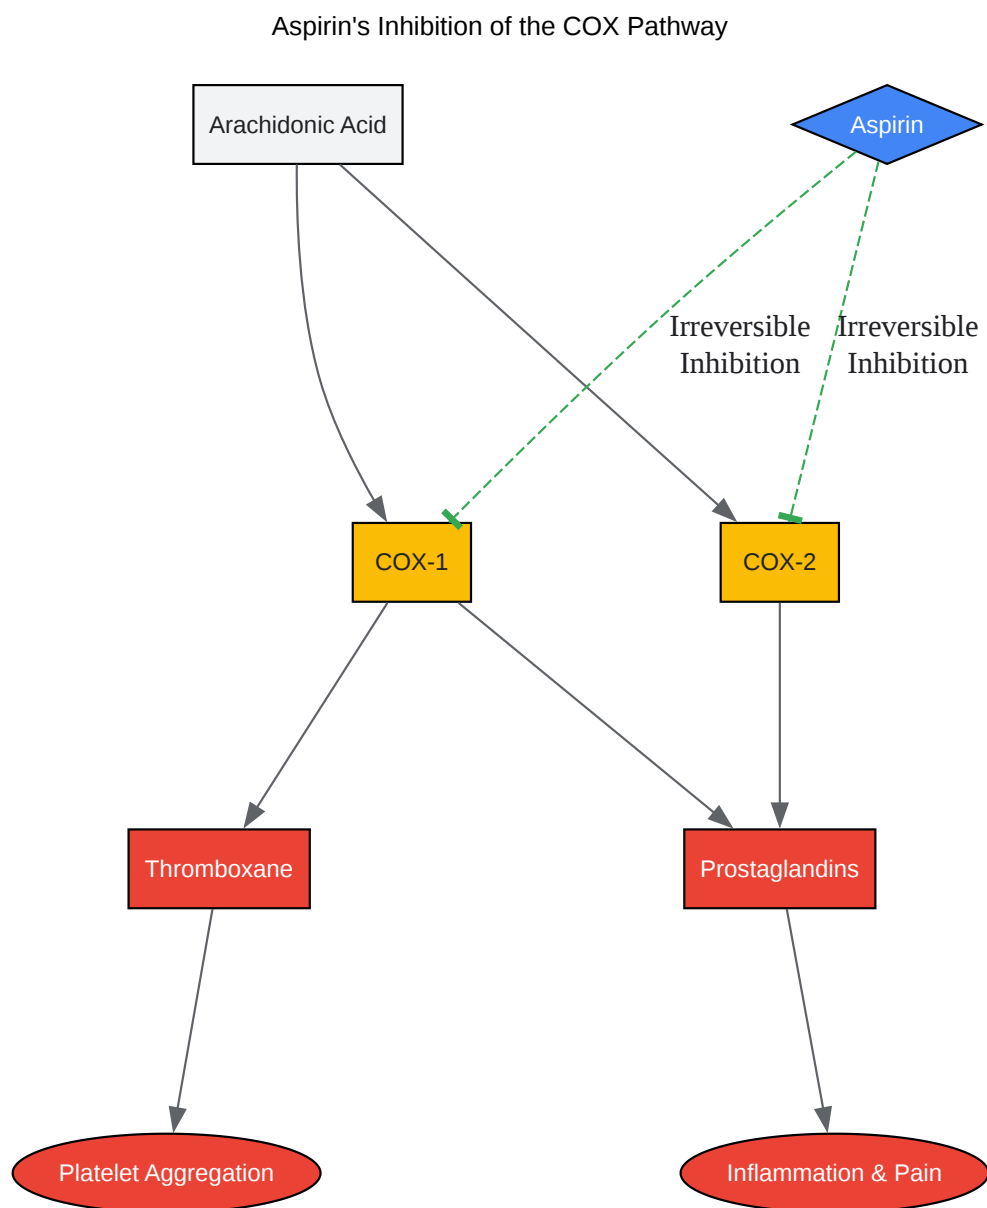 Aspirin's Inhibition of the COX Pathway
Arachidonic Acid
Aspirin
Irreversible
Inhibition
Irreversible
Inhibition
COX-1
COX-2
Thromboxane
Prostaglandins
Platelet Aggregation
Inflammation & Pain